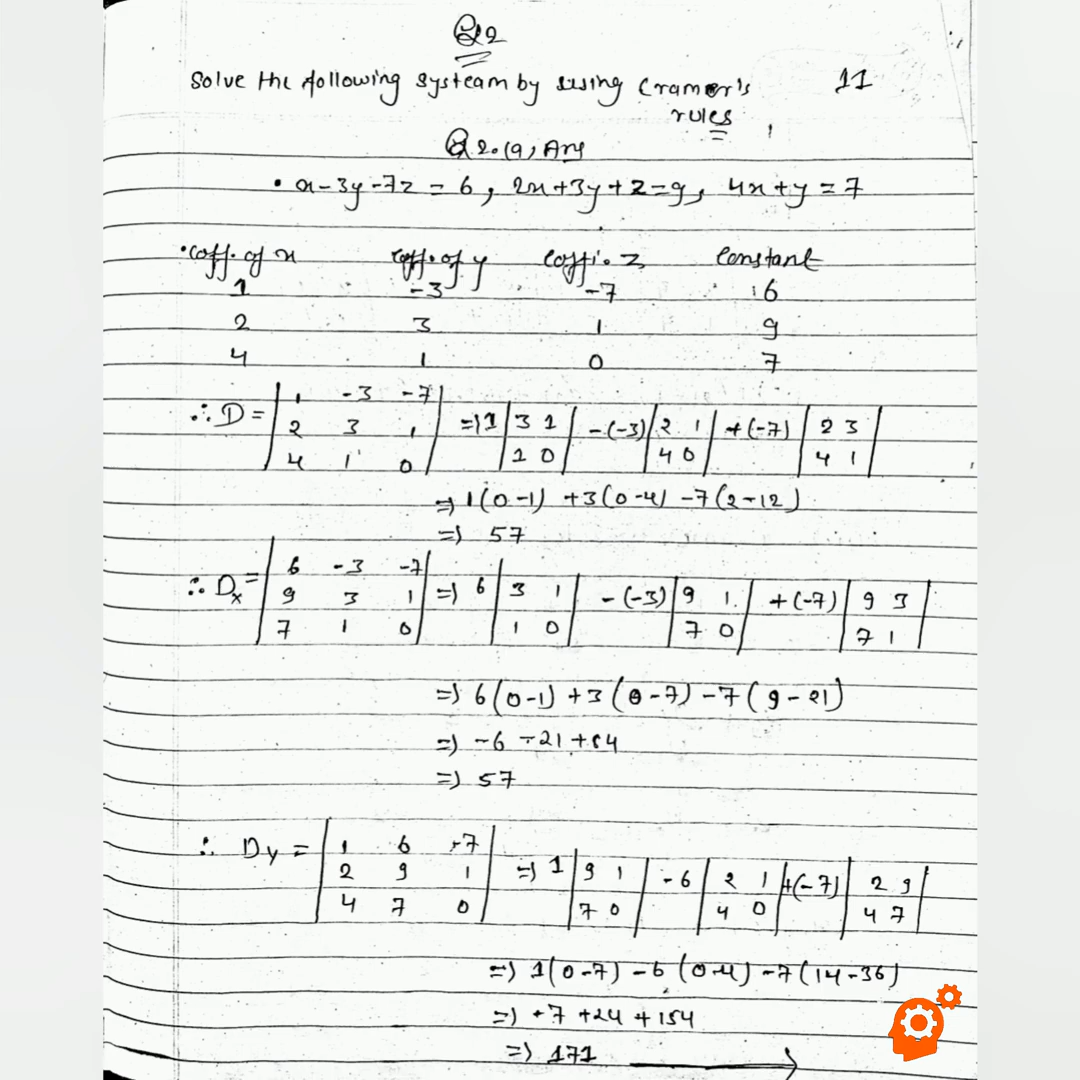 Q2
Solve the following systeam by using Cramer's 11
rules
Q2.(a) Ans
• x-3y-7z = 6, 2x+3y+z=9, 4x+y = 7
• coff. of x coff. of y coffi. z Constant
1 -3 -7 6
2 3 1 9
4 1 0 7
∴ D = | 1 -3 -7 | => 1 | 3 1 | -(-3) | 2 1 | +(-7) | 2 3 |
| 2 3 1 | | 1 0 | | 4 0 | | 4 1 |
| 4 1 0 |
=> 1(0-1) +3(0-4) -7(2-12)
=> 57
∴ Dx = | 6 -3 -7 | => 6 | 3 1 | -(-3) | 9 1 | +(-7) | 9 3 |
| 9 3 1 | | 1 0 | | 7 0 | | 7 1 |
| 7 1 0 |
=> 6(0-1) +3(0-7) -7(9-21)
=> -6 -21 +84
=> 57
∴ Dy = | 1 6 -7 | => 1 | 9 1 | -6 | 2 1 | +(-7) | 2 9 |
| 2 9 1 | | 7 0 | | 4 0 | | 4 7 |
| 4 7 0 |
=> 1(0-7) -6(0-4) -7(14-36)
=> -7 +24 +154
=> 171